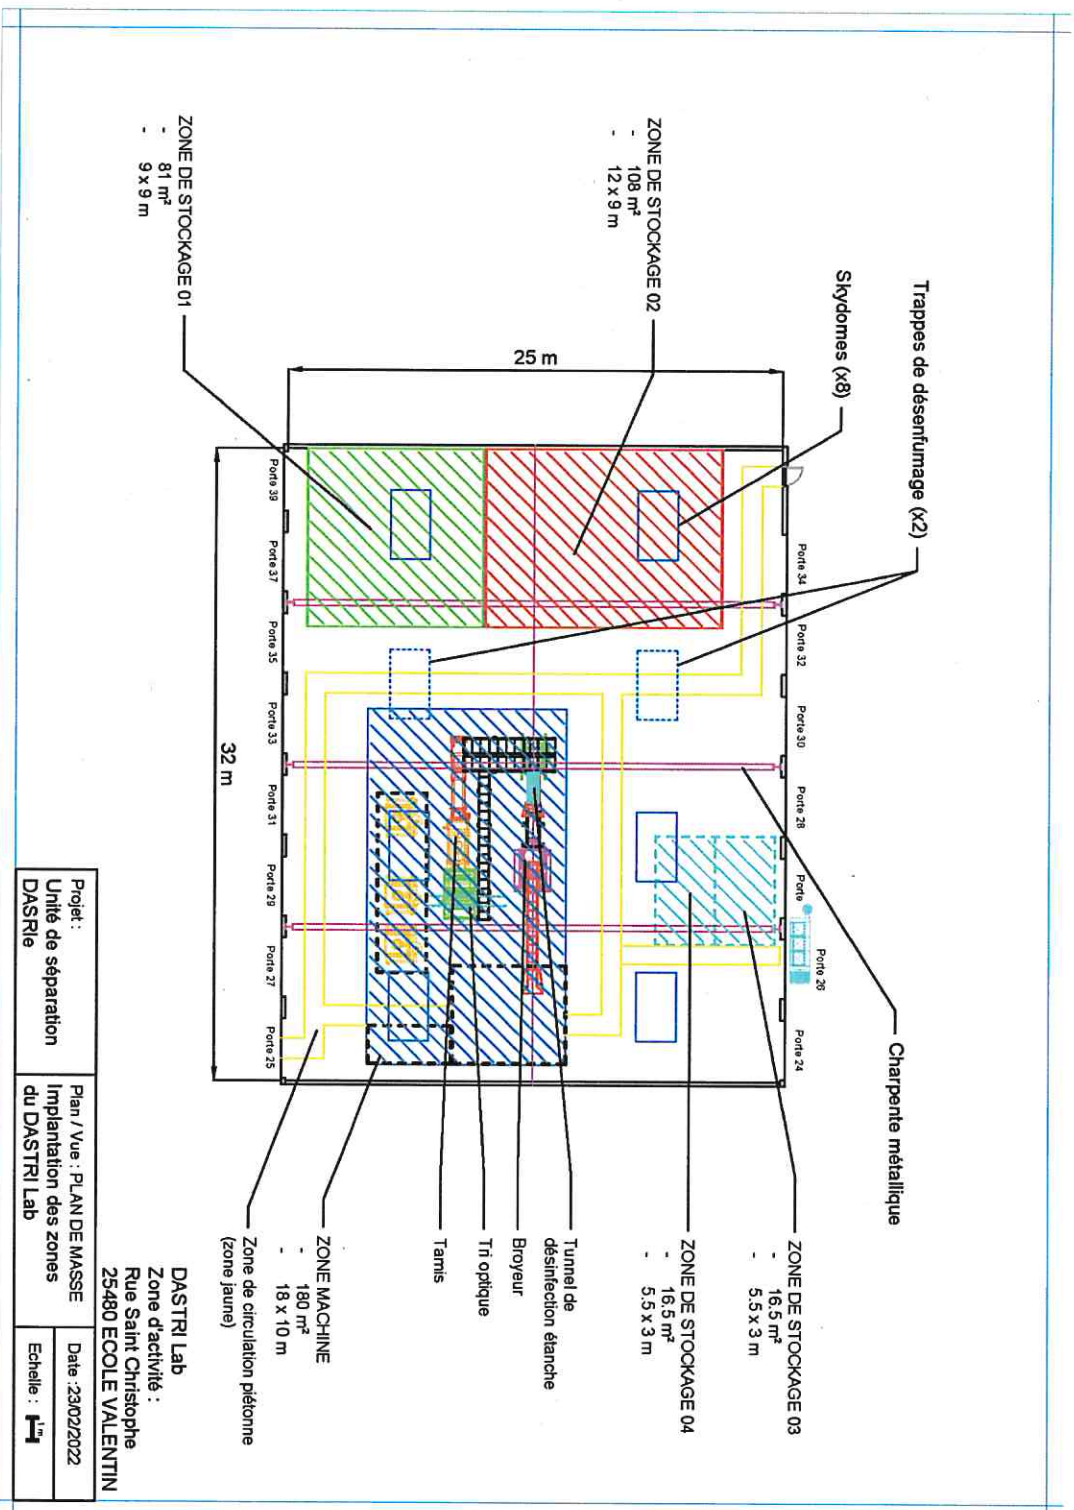 Trappes de désenfumage (x2)
Charpente métallique
Skydomes (x8)
ZONE DE STOCKAGE 02
- 108 m²
- 12 x 9 m
ZONE DE STOCKAGE 01
- 81 m²
- 9 x 9 m
ZONE DE STOCKAGE 03
- 16.5 m²
- 5.5 x 3 m
ZONE DE STOCKAGE 04
- 16.5 m²
- 5.5 x 3 m
Tunnel de
désinfection étanche
Broyeur
Tri optique
Tamis
ZONE MACHINE
- 180 m²
- 18 x 10 m
Zone de circulation piétonne
(zone jaune)
25 m
32 m
Porte 34
Porte 32
Porte 30
Porte 28
Porte
Porte 26
Porte 24
Porte 39
Porte 37
Porte 35
Porte 33
Porte 31
Porte 29
Porte 27
Porte 25
DASTRI Lab
Zone d'activité :
Rue Saint Christophe
25480 ECOLE VALENTIN
Projet :
Unité de séparation
DASRIe
Plan / Vue : PLAN DE MASSE
Implantation des zones
du DASTRI Lab
Date :23/02/2022
Echelle :
1m